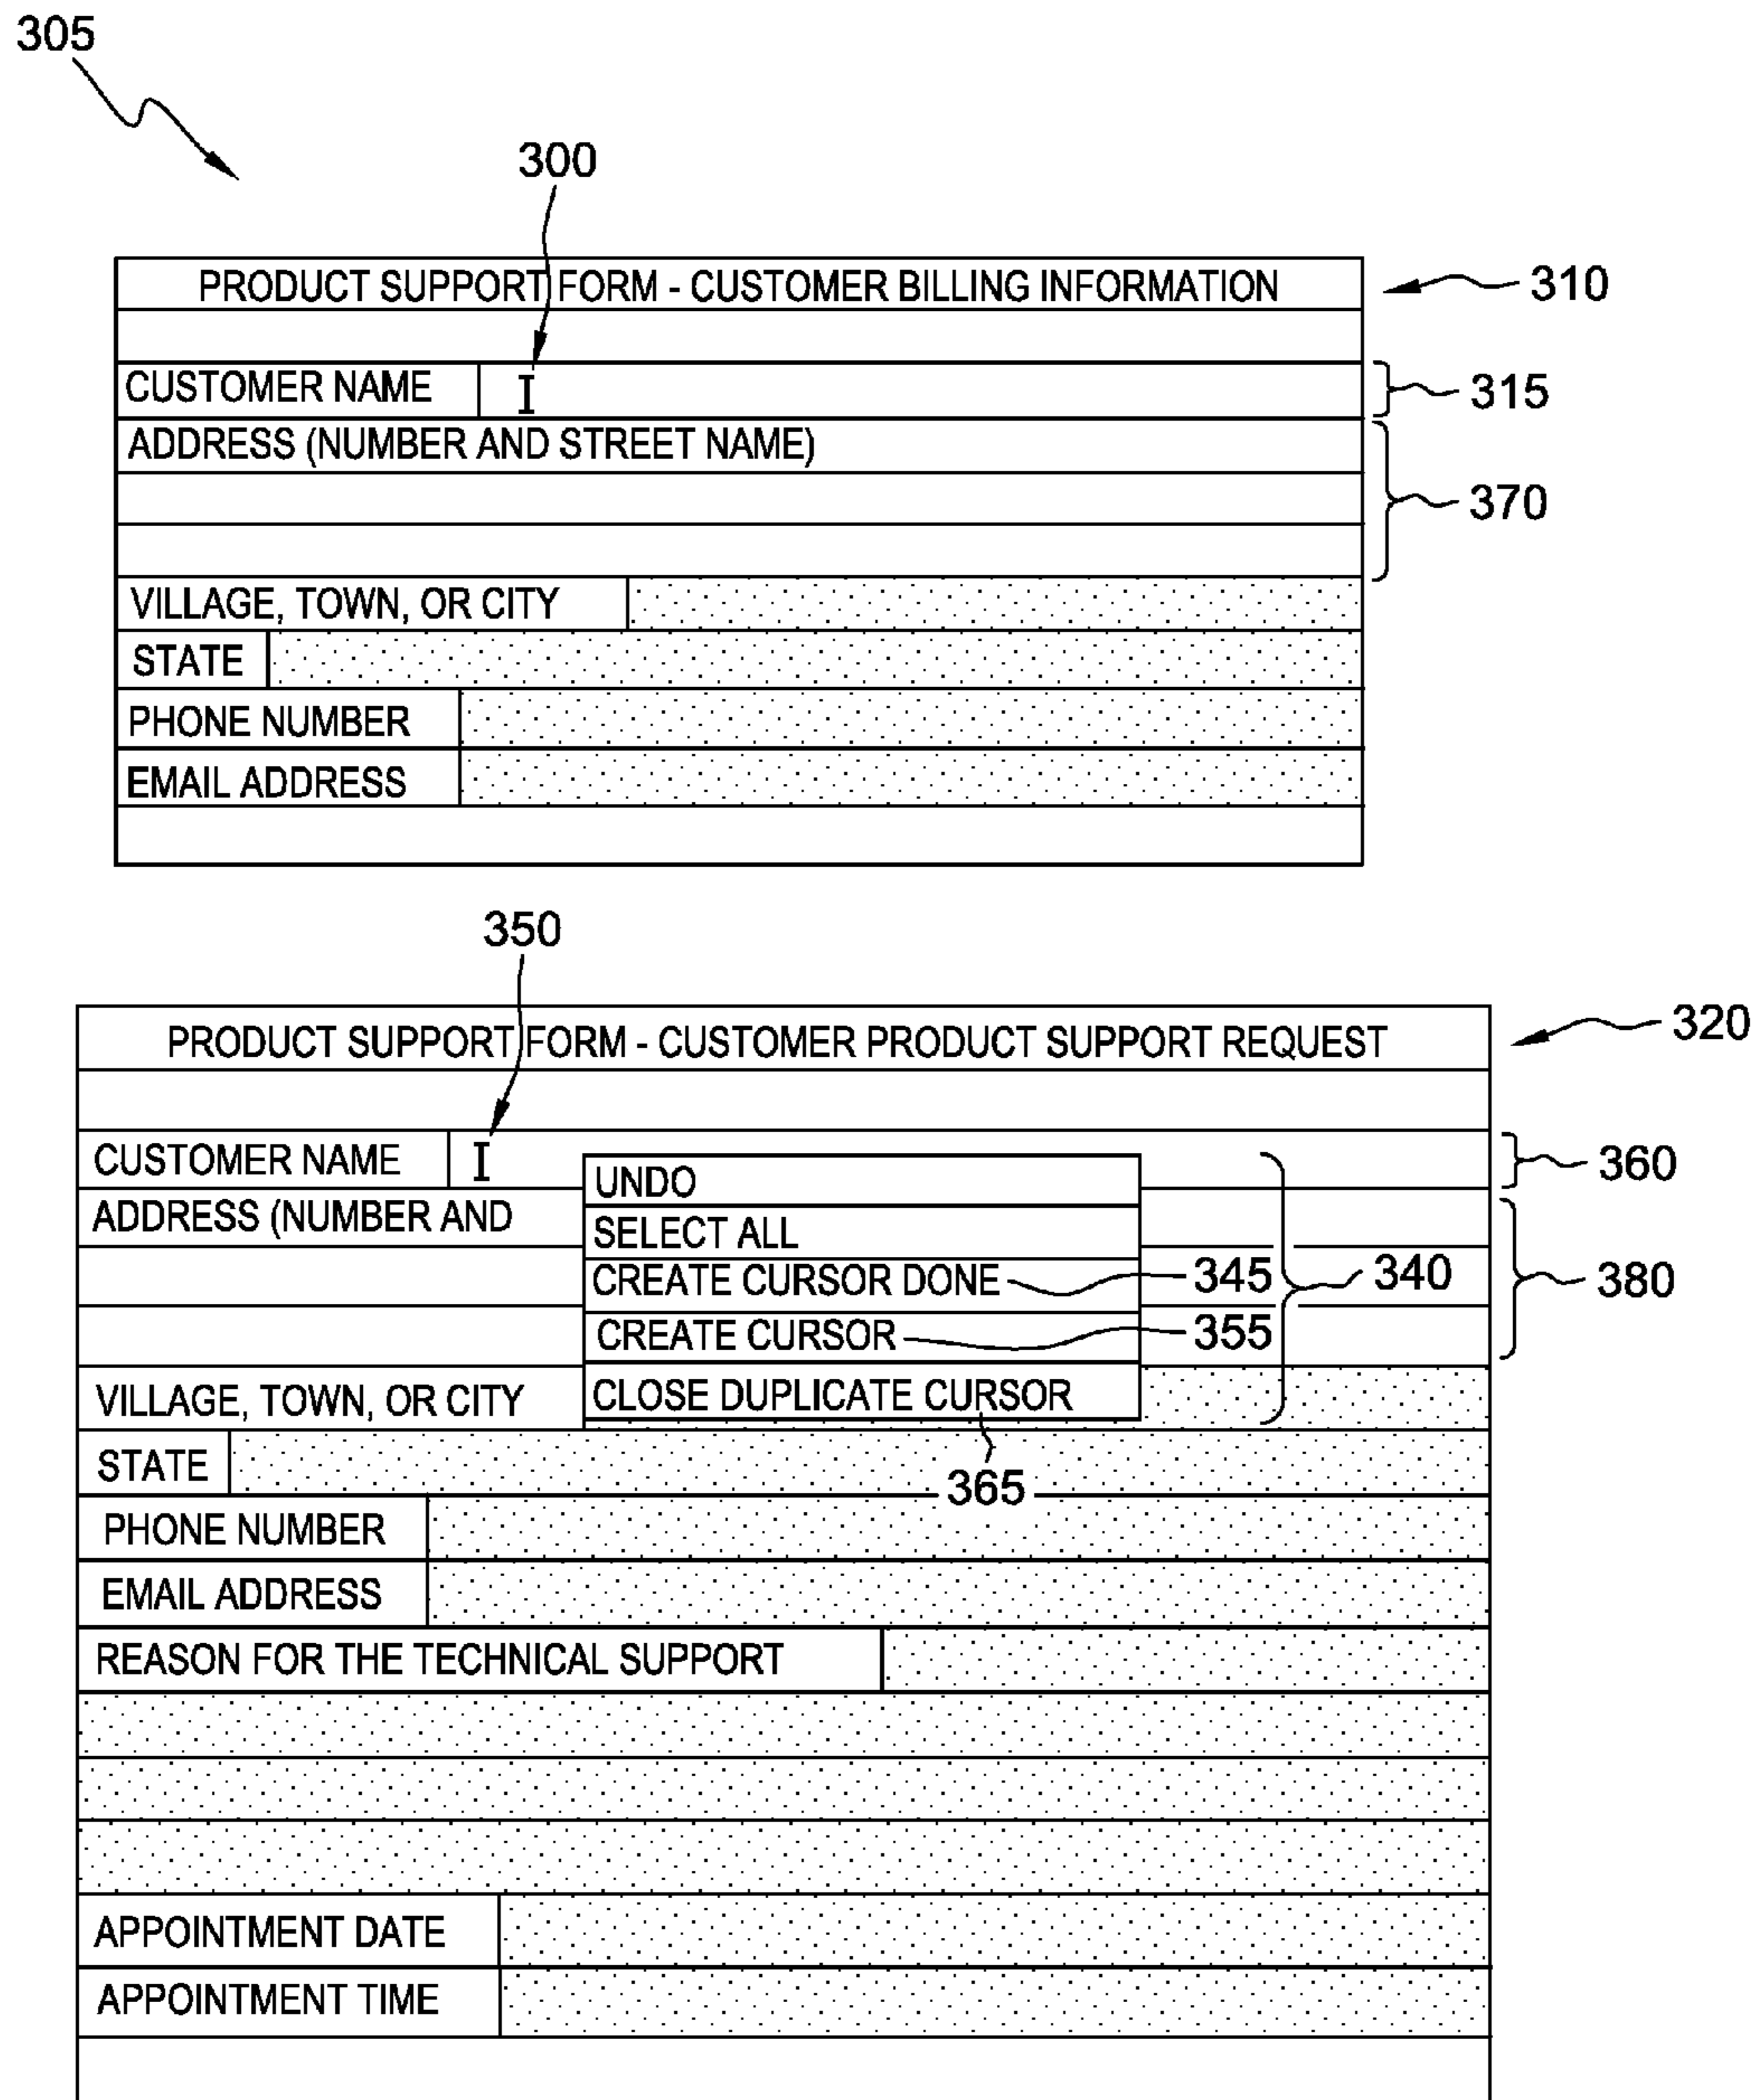 305
300
PRODUCT SUPPORT FORM - CUSTOMER BILLING INFORMATION
310
CUSTOMER NAME
315
ADDRESS (NUMBER AND STREET NAME)
370
VILLAGE, TOWN, OR CITY
STATE
PHONE NUMBER
EMAIL ADDRESS
350
PRODUCT SUPPORT FORM - CUSTOMER PRODUCT SUPPORT REQUEST
320
CUSTOMER NAME
360
UNDO
ADDRESS (NUMBER AND
SELECT ALL
CREATE CURSOR DONE
345
340
380
CREATE CURSOR
355
VILLAGE, TOWN, OR CITY
CLOSE DUPLICATE CURSOR
STATE
365
PHONE NUMBER
EMAIL ADDRESS
REASON FOR THE TECHNICAL SUPPORT
APPOINTMENT DATE
APPOINTMENT TIME